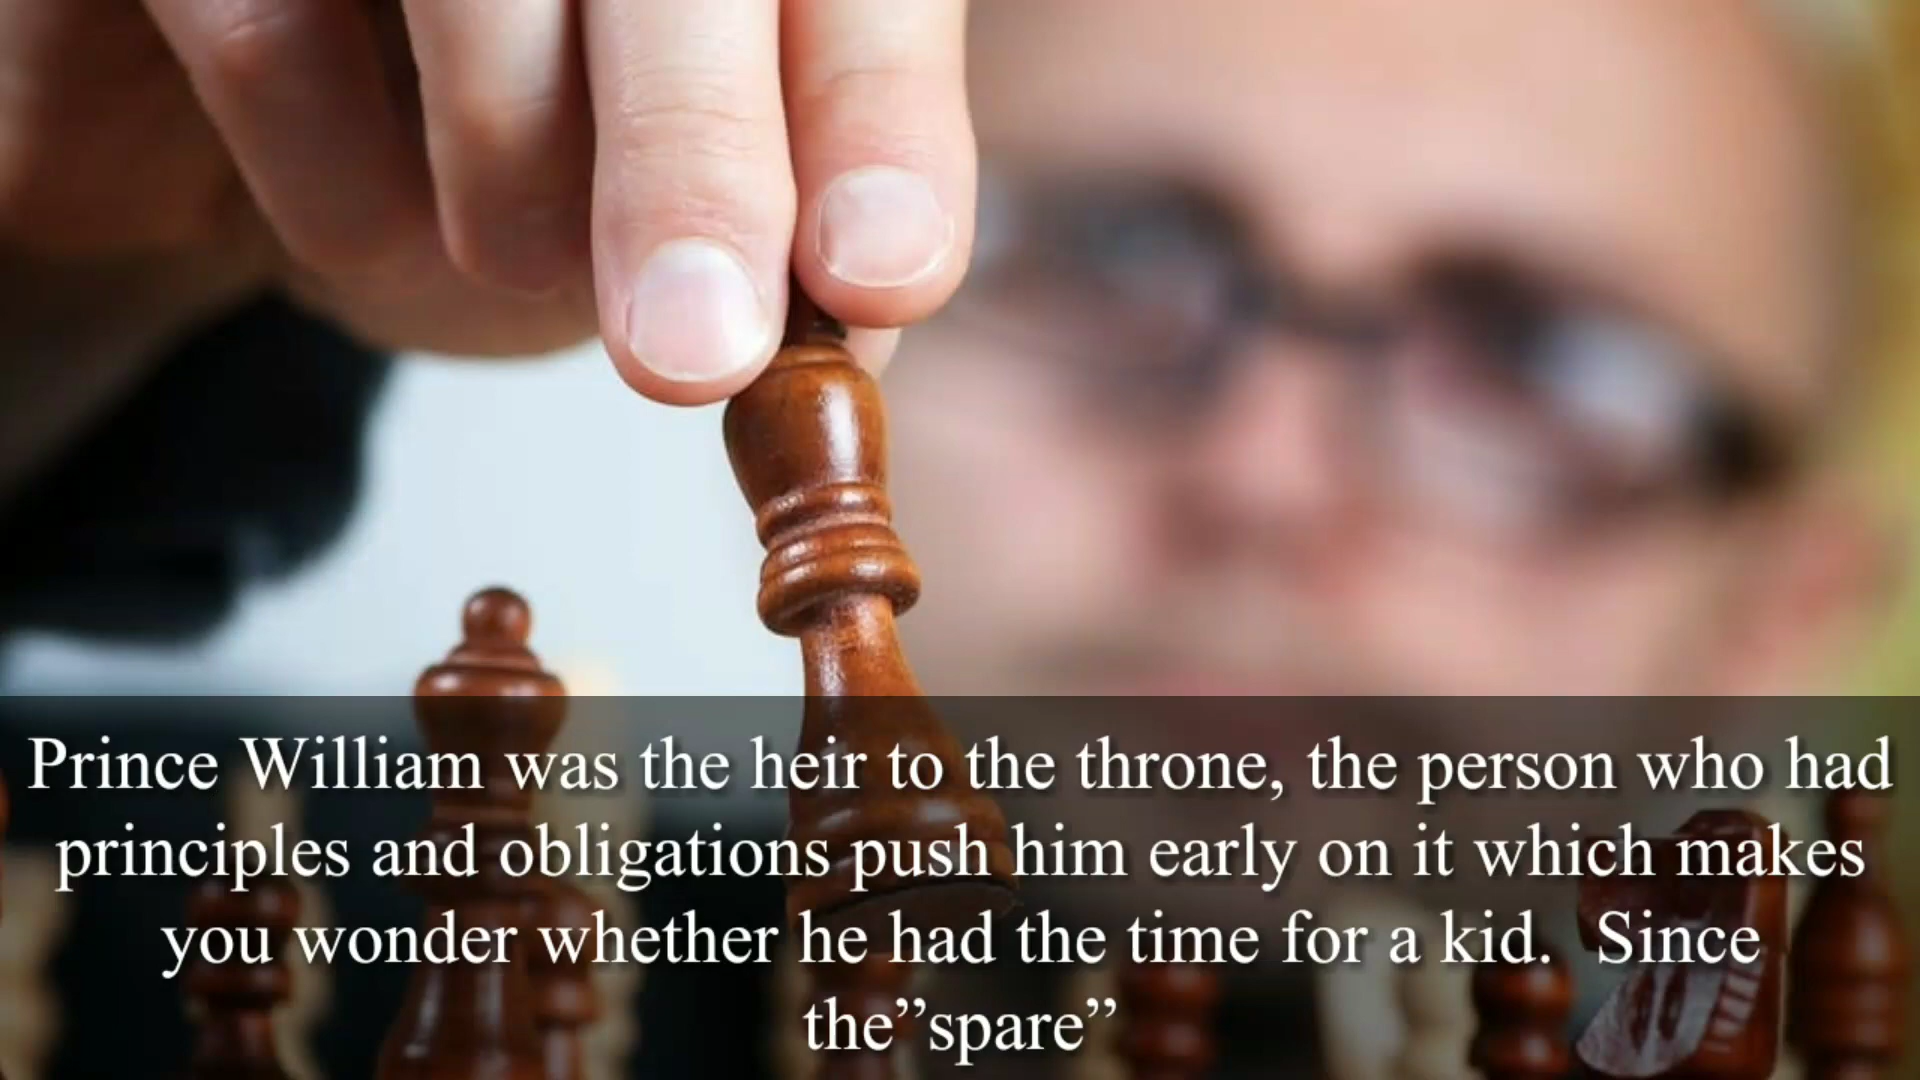 Prince William was the heir to the throne, the person who had
principles and obligations push him early on it which makes
you wonder whether he had the time for a kid.  Since
the”spare”